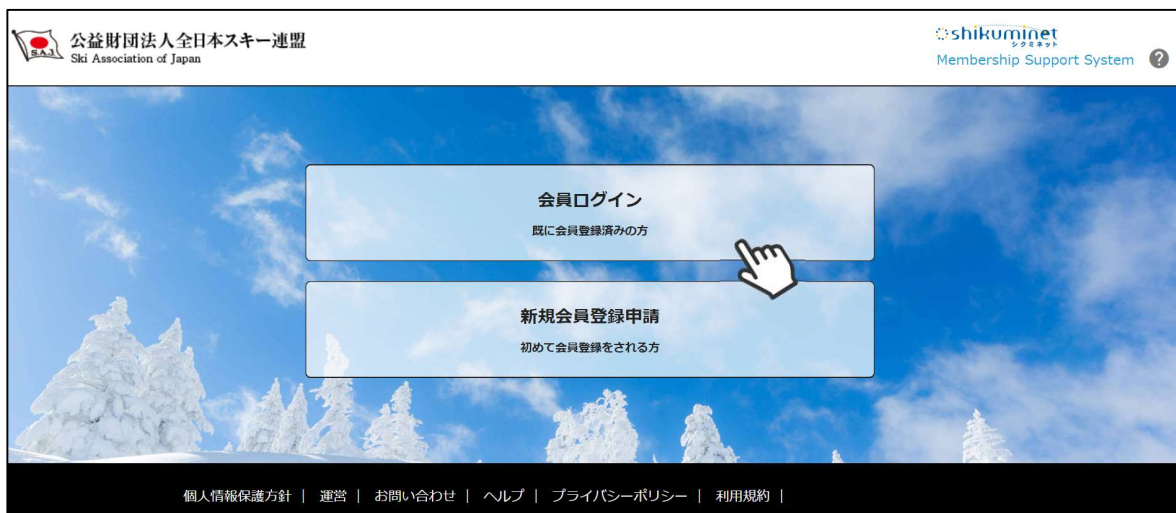 公益財団法人全日本スキー連盟
Ski Association of Japan
S.A.J
shikuminet
シクミネット
Membership Support System ?
会員ログイン
既に会員登録済みの方
新規会員登録申請
初めて会員登録をされる方
個人情報保護方針 | 運営 | お問い合わせ | ヘルプ | プライバシーポリシー | 利用規約 |